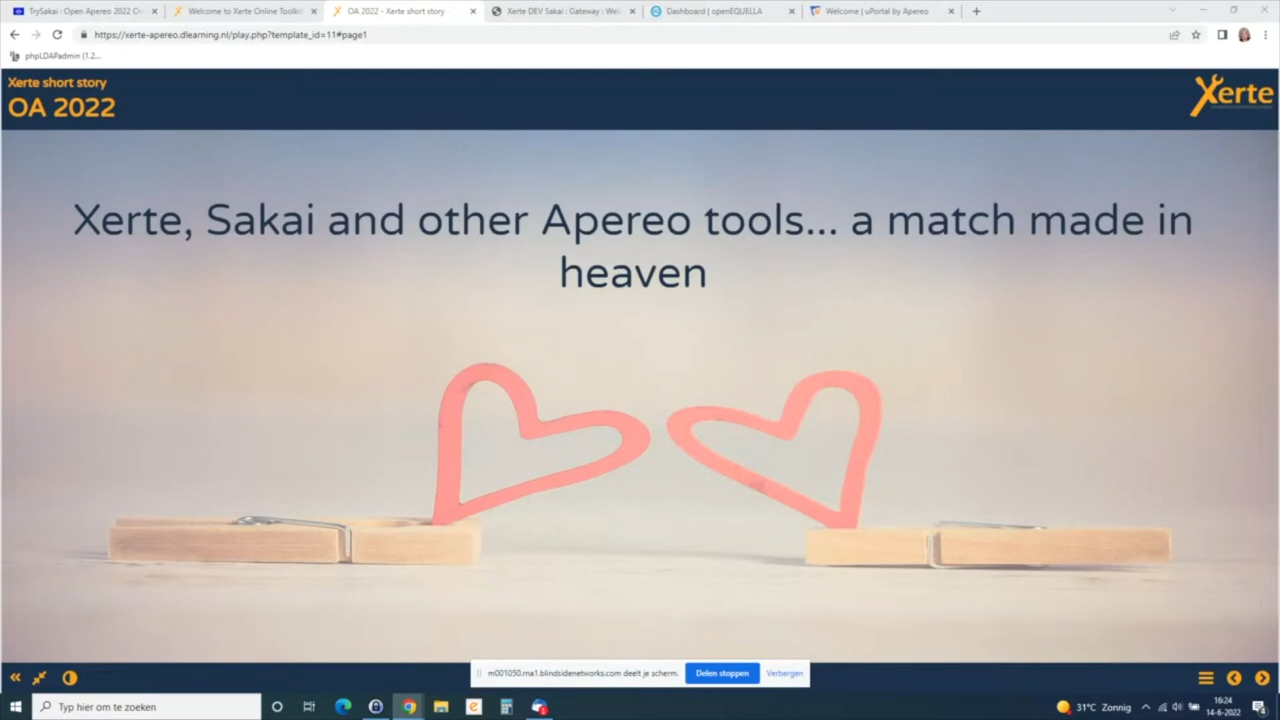 TrySakai : Open Apereo 2022 On
Welcome to Xerte Online Toolkit
OA 2022 - Xerte short story
Xerte DEV Sakai : Gateway : Wel
Dashboard | openEQUELLA
Welcome | uPortal by Apereo
https://xerte-apereo.dlearning.nl/play.php?template_id=11#page1
phpLDAPadmin (1.2...
Xerte short story
OA 2022
Xerte
Xerte, Sakai and other Apereo tools... a match made in
heaven
m001050.rna1.blindsidenetworks.com deelt je scherm.
Delen stoppen
Verbergen
Typ hier om te zoeken
31°C Zonnig
16:24
14-6-2022
4